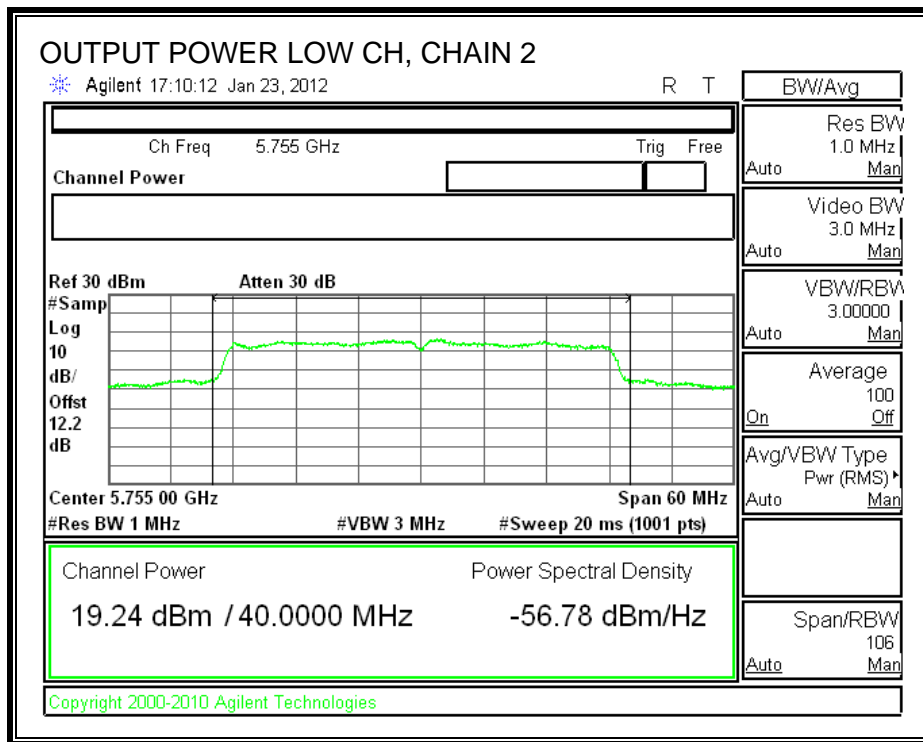 OUTPUT POWER LOW CH, CHAIN 2
Agilent 17:10:12 Jan 23, 2012 R T
BW/Avg
Ch Freq 5.755 GHz Trig Free
Channel Power
Res BW
1.0 MHz
Auto Man
Video BW
3.0 MHz
Auto Man
Ref 30 dBm Atten 30 dB
#Samp
Log
10
dB/
Offst
12.2
dB
VBW/RBW
3.00000
Auto Man
Average
100
On Off
Avg/VBW Type
Pwr (RMS)
Auto Man
Center 5.755 00 GHz Span 60 MHz
#Res BW 1 MHz #VBW 3 MHz #Sweep 20 ms (1001 pts)
Channel Power Power Spectral Density
19.24 dBm / 40.0000 MHz -56.78 dBm/Hz
Span/RBW
106
Auto Man
Copyright 2000-2010 Agilent Technologies